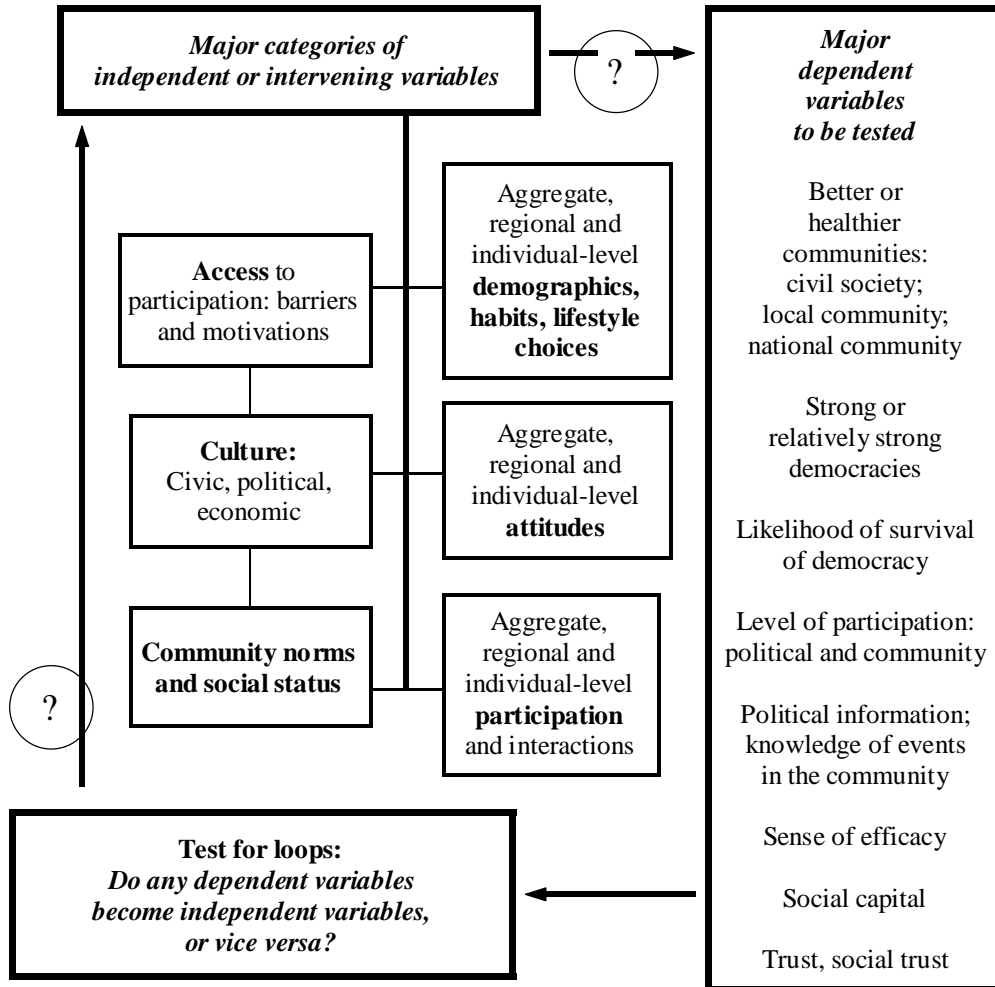 Major categories of
independent or intervening variables
?
Major
dependent
variables
to be tested
Better or
healthier
communities:
civil society;
local community;
national community
Strong or
relatively strong
democracies
Likelihood of survival
of democracy
Level of participation:
political and community
Political information;
knowledge of events
in the community
Sense of efficacy
Social capital
Trust, social trust
Access to
participation: barriers
and motivations
Aggregate,
regional and
individual-level
demographics,
habits, lifestyle
choices
Culture:
Civic, political,
economic
Aggregate,
regional and
individual-level
attitudes
Community norms
and social status
Aggregate,
regional and
individual-level
participation
and interactions
?
Test for loops:
Do any dependent variables
become independent variables,
or vice versa?